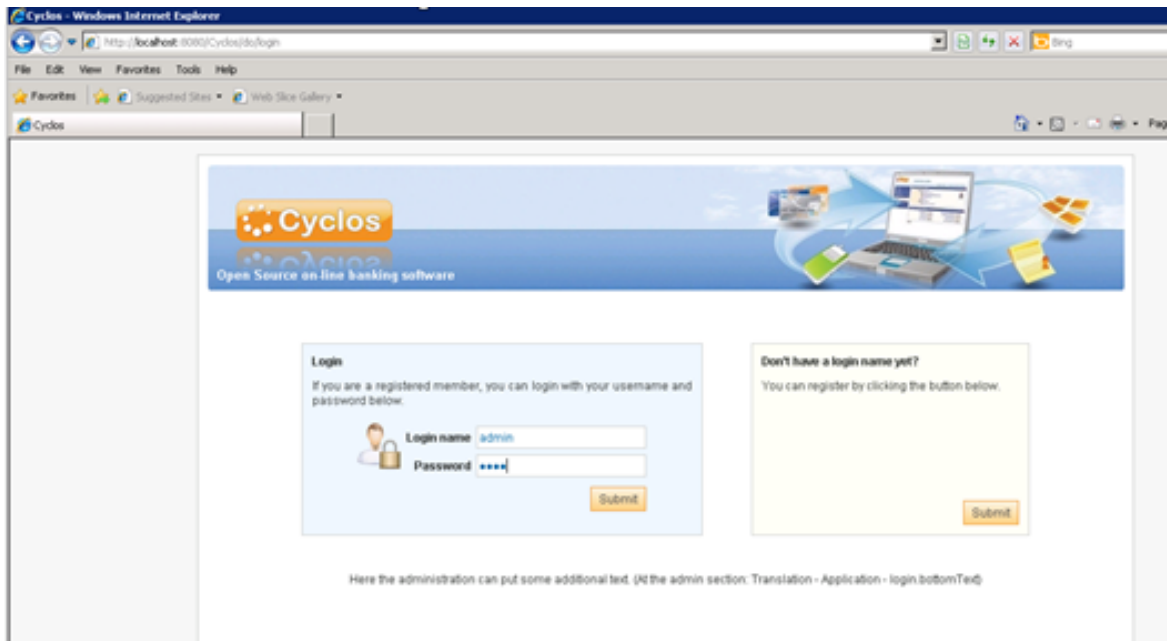 Cyclos - Windows Internet Explorer
http://localhost:8080/Cyclos/do/login
Bing
File Edit View Favorites Tools Help
Favorites Suggested Sites Web Slice Gallery
Cyclos
Pag
Cyclos
Open Source on-line banking software
Login
If you are a registered member, you can login with your username and
password below.
Login name admin
Password ••••
Submit
Don't have a login name yet?
You can register by clicking the button below.
Submit
Here the administration can put some additional text. (At the admin section: Translation - Application - login.bottomText)